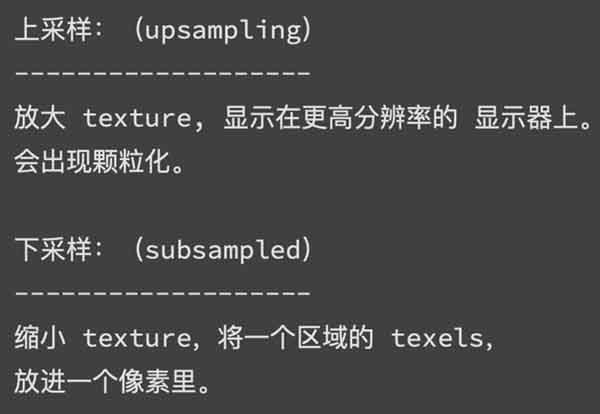 上采样：（upsampling）
-------------------
放大 texture, 显示在更高分辨率的 显示器上。
会出现颗粒化。
下采样：（subsampled）
-------------------
缩小 texture, 将一个区域的 texels,
放进一个像素里。